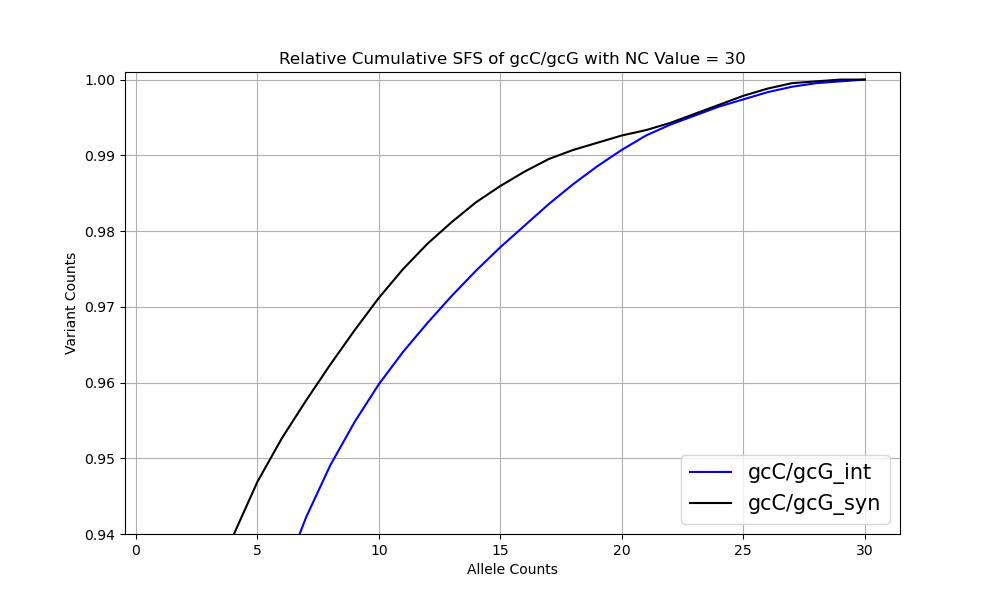 Relative Cumulative SFS of gcC/gcG with NC Value = 30
1.00
0.99
0.98
0.97
0.96
0.95
0.94
Variant Counts
0 5 10 15 20 25 30
Allele Counts
gcC/gcG_int
gcC/gcG_syn